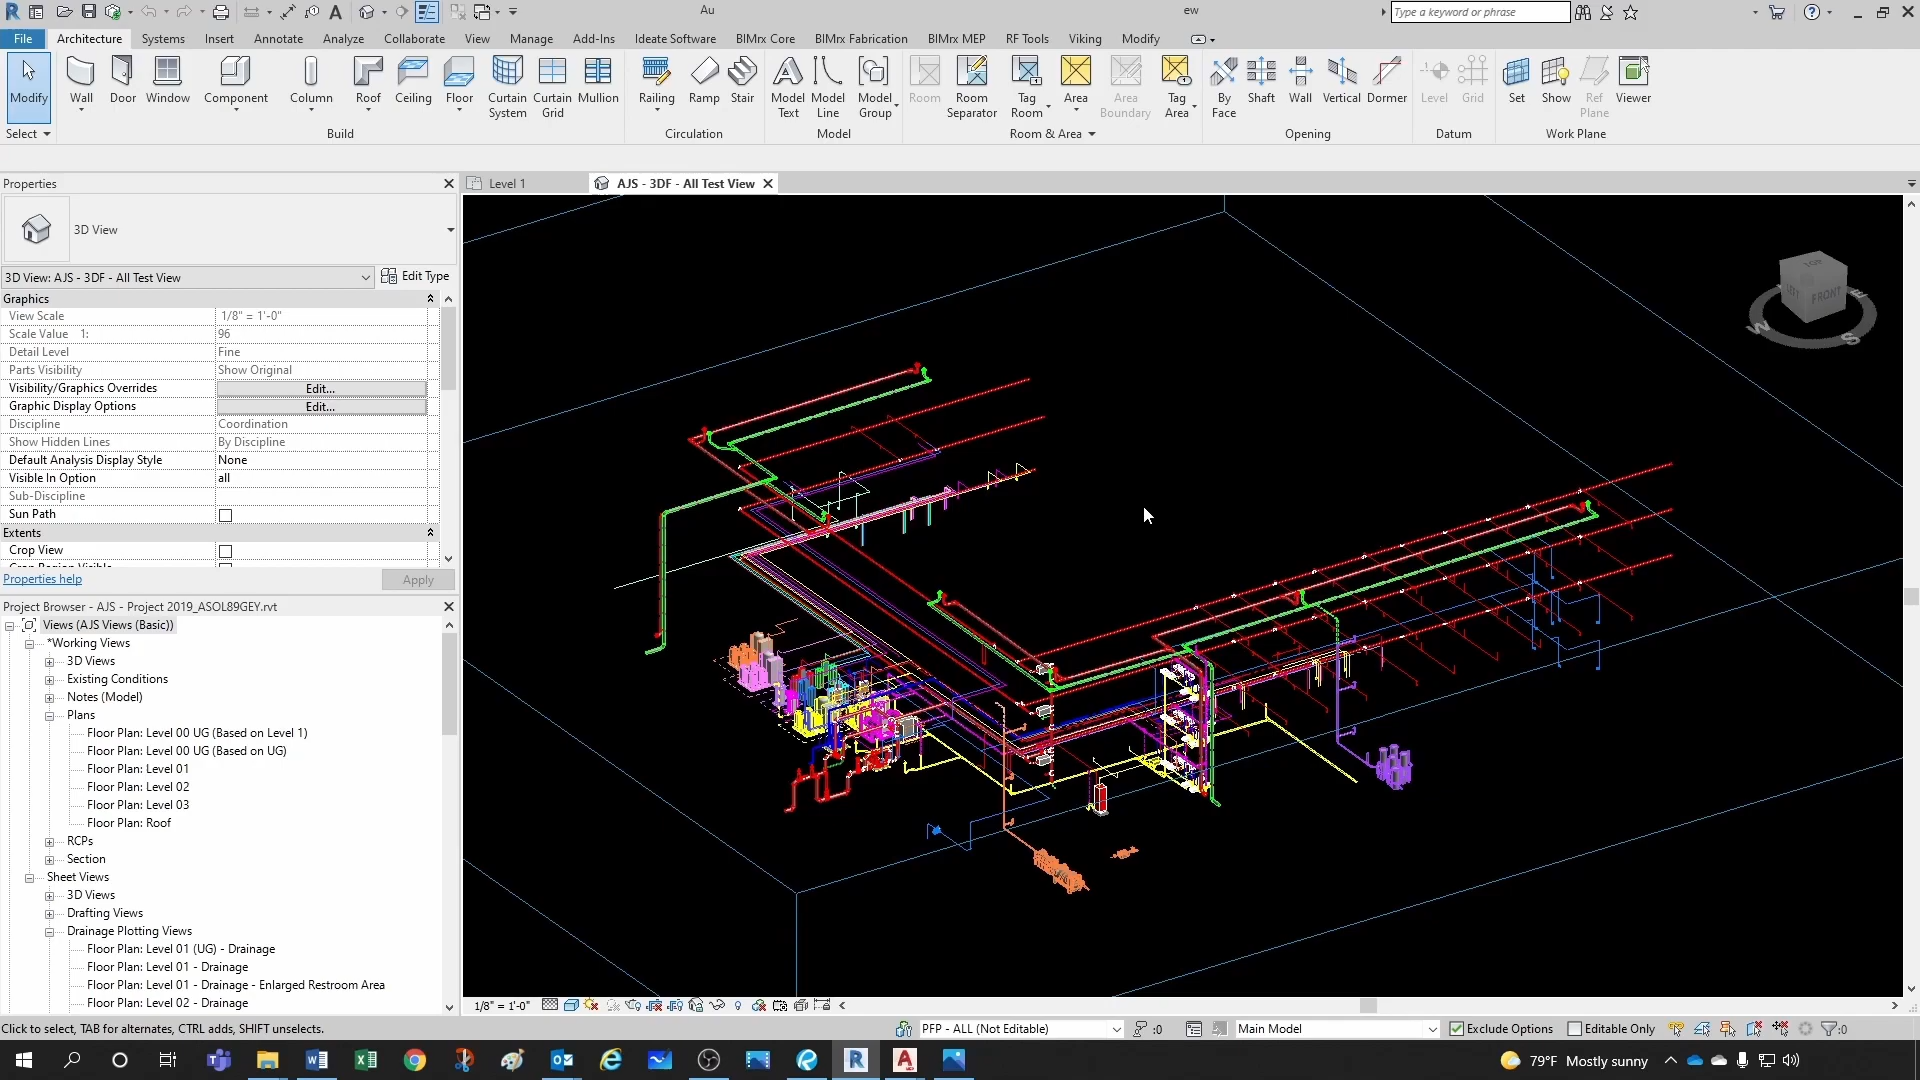 Au
ew
Type a keyword or phrase
File Architecture Systems Insert Annotate Analyze Collaborate View Manage Add-Ins Ideate Software BIMrx Core BIMrx Fabrication BIMrx MEP RF Tools Viking Modify
Modify Wall Door Window Component Column Roof Ceiling Floor Curtain System Curtain Grid Mullion Railing Ramp Stair Model Text Model Line Model Group Room Room Separator Tag Room Area Area Boundary Tag Area By Face Shaft Wall Vertical Dormer Level Grid Set Show Ref Plane Viewer
Select Build Circulation Model Room & Area Opening Datum Work Plane
Properties
Level 1
AJS - 3DF - All Test View
3D View
3D View: AJS - 3DF - All Test View
Edit Type
Graphics
View Scale 1/8" = 1'-0"
Scale Value 1: 96
Detail Level Fine
Parts Visibility Show Original
Visibility/Graphics Overrides Edit...
Graphic Display Options Edit...
Discipline Coordination
Show Hidden Lines By Discipline
Default Analysis Display Style None
Visible In Option all
Sub-Discipline
Sun Path
Extents
Crop View
Properties help Apply
Project Browser - AJS - Project 2019_ASOL89GEY.rvt
Views (AJS Views (Basic))
*Working Views
3D Views
Existing Conditions
Notes (Model)
Plans
Floor Plan: Level 00 UG (Based on Level 1)
Floor Plan: Level 00 UG (Based on UG)
Floor Plan: Level 01
Floor Plan: Level 02
Floor Plan: Level 03
Floor Plan: Roof
RCPs
Section
Sheet Views
3D Views
Drafting Views
Drainage Plotting Views
Floor Plan: Level 01 (UG) - Drainage
Floor Plan: Level 01 - Drainage
Floor Plan: Level 01 - Drainage - Enlarged Restroom Area
Floor Plan: Level 02 - Drainage
TOP
LEFT FRONT
W S E
1/8" = 1'-0"
Click to select, TAB for alternates, CTRL adds, SHIFT unselects.
PFP - ALL (Not Editable)
:0
Main Model
Exclude Options
Editable Only
:0
79°F Mostly sunny